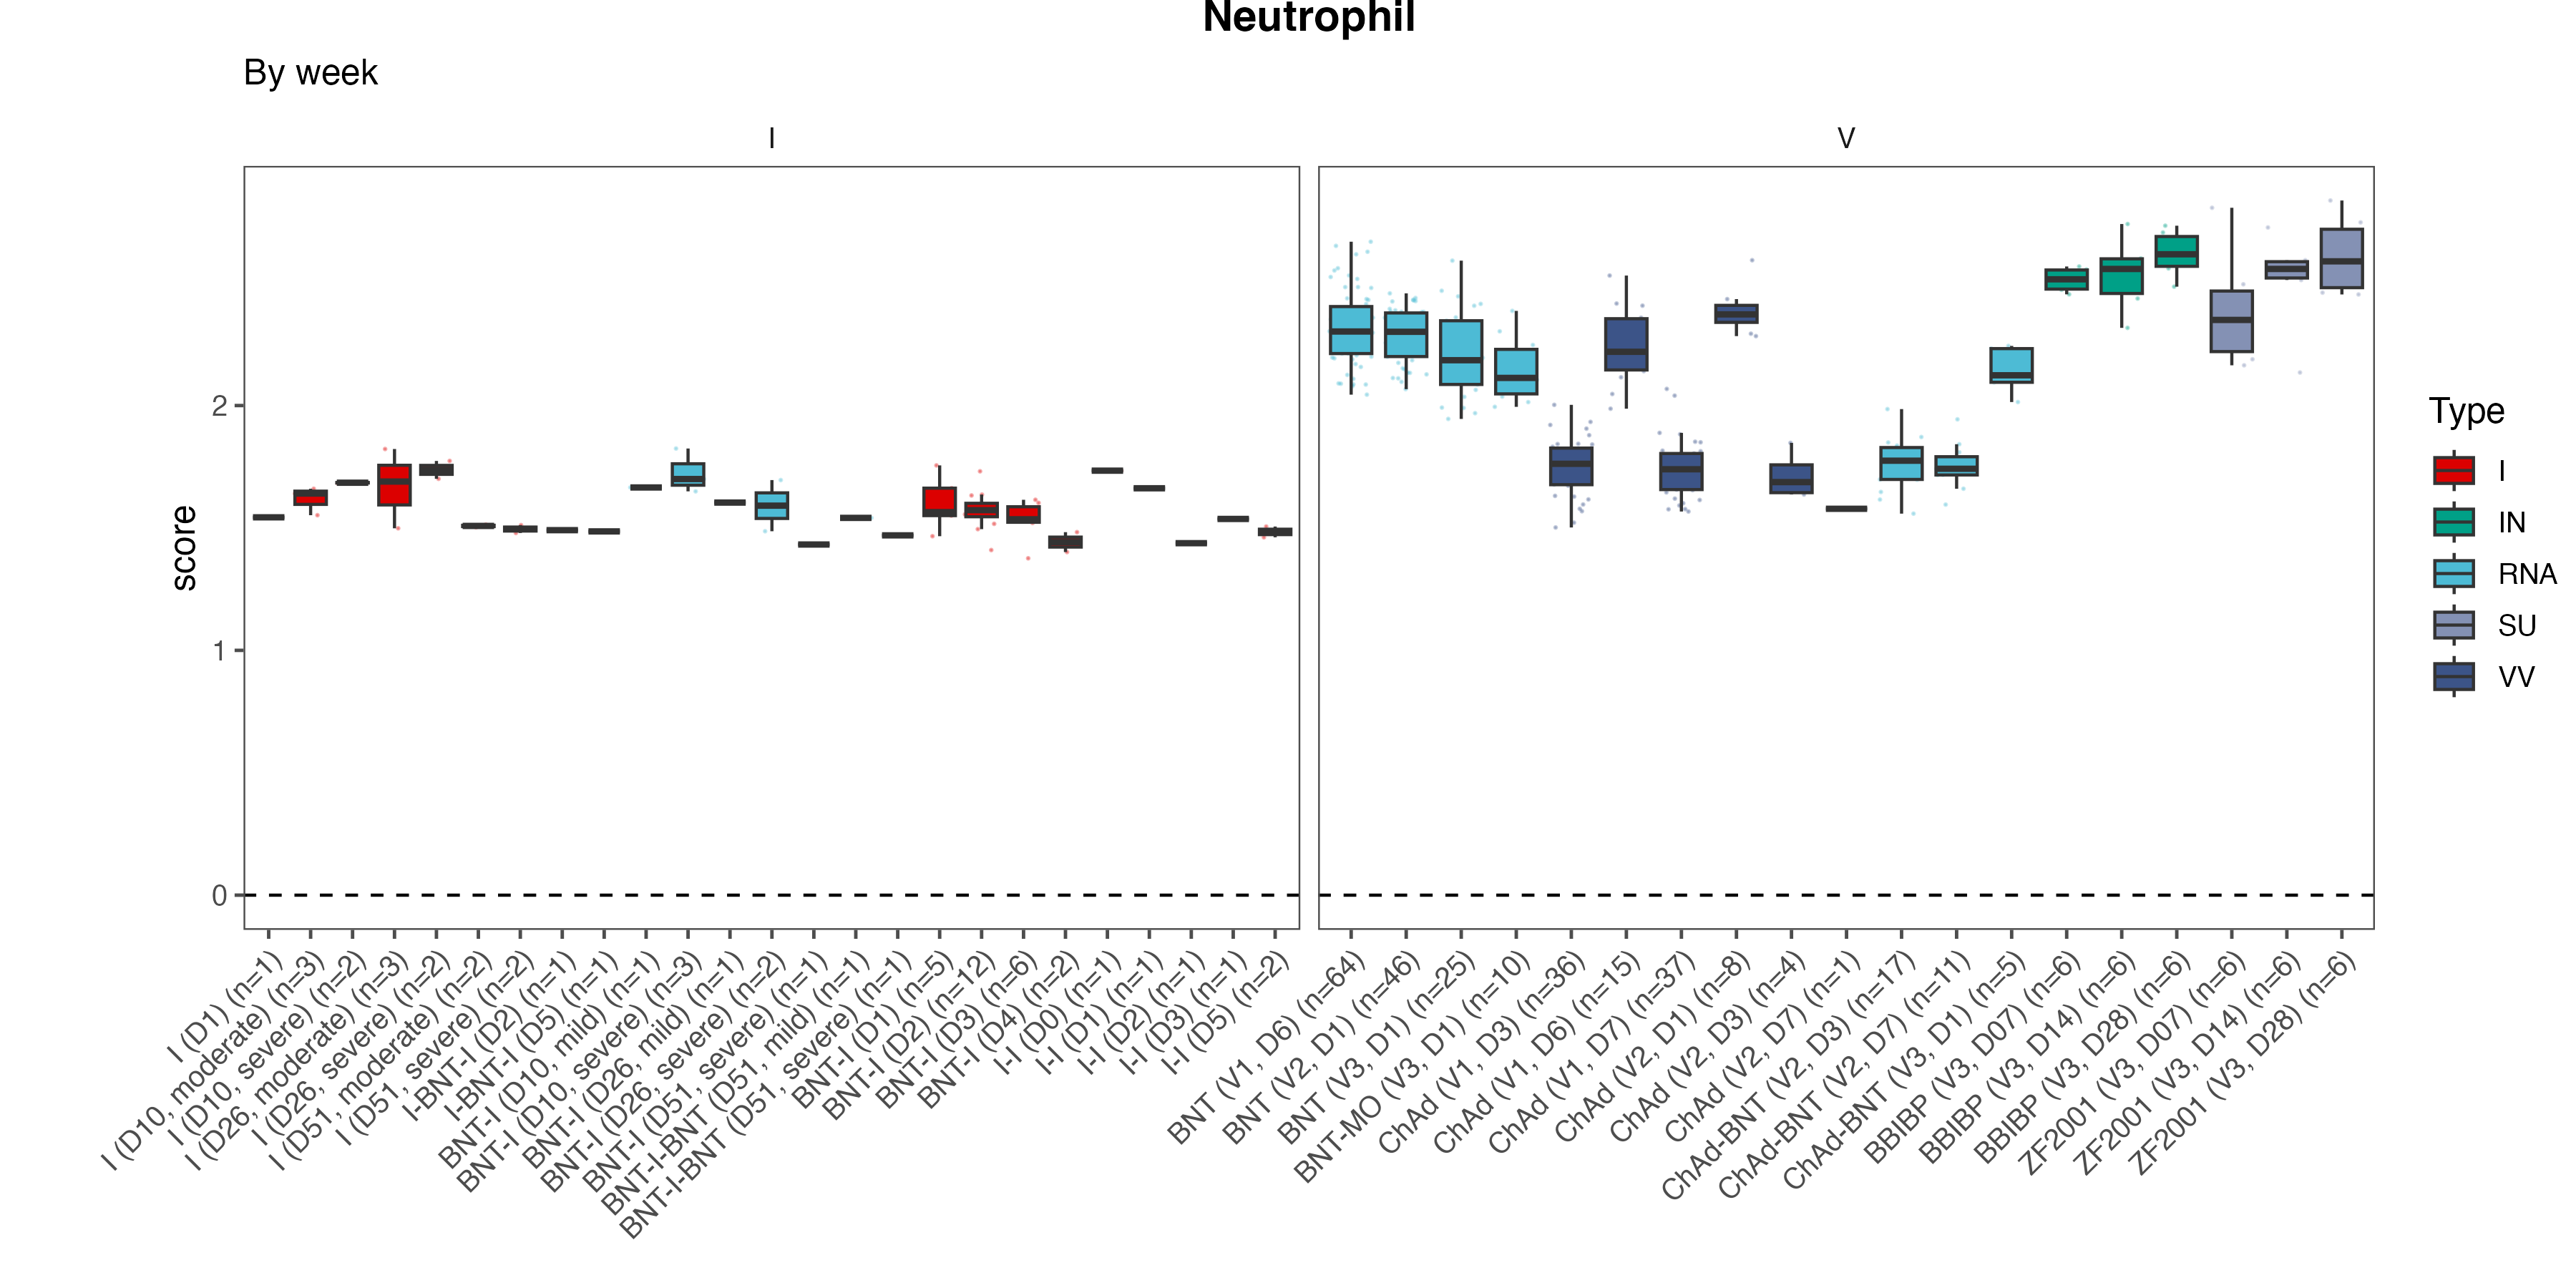 Neutrophil
By week
I
V
score
2
1
0
I (D1) (n=1)
I (D10, moderate) (n=3)
I (D10, severe) (n=2)
I (D26, moderate) (n=3)
I (D26, severe) (n=2)
I (D51, moderate) (n=2)
I (D51, severe) (n=2)
I-BNT-I (D2) (n=1)
I-BNT-I (D5) (n=1)
BNT-I (D10, mild) (n=1)
BNT-I (D10, severe) (n=3)
BNT-I (D26, mild) (n=1)
BNT-I (D26, severe) (n=2)
BNT-I (D51, severe) (n=1)
BNT-I-BNT (D51, mild) (n=1)
BNT-I-BNT (D51, severe) (n=1)
BNT-I (D1) (n=5)
BNT-I (D2) (n=12)
BNT-I (D3) (n=6)
BNT-I (D4) (n=2)
I-I (D0) (n=1)
I-I (D1) (n=1)
I-I (D2) (n=1)
I-I (D3) (n=1)
I-I (D5) (n=2)
BNT (V1, D6) (n=64)
BNT (V2, D1) (n=46)
BNT (V3, D1) (n=25)
BNT-MO (V3, D1) (n=10)
ChAd (V1, D3) (n=36)
ChAd (V1, D6) (n=15)
ChAd (V1, D7) (n=37)
ChAd (V2, D1) (n=8)
ChAd (V2, D3) (n=4)
ChAd (V2, D7) (n=1)
ChAd-BNT (V2, D3) (n=17)
ChAd-BNT (V2, D7) (n=11)
ChAd-BNT (V3, D1) (n=5)
BBIBP (V3, D07) (n=6)
BBIBP (V3, D14) (n=6)
BBIBP (V3, D28) (n=6)
ZF2001 (V3, D07) (n=6)
ZF2001 (V3, D14) (n=6)
ZF2001 (V3, D28) (n=6)
Type
I
IN
RNA
SU
VV